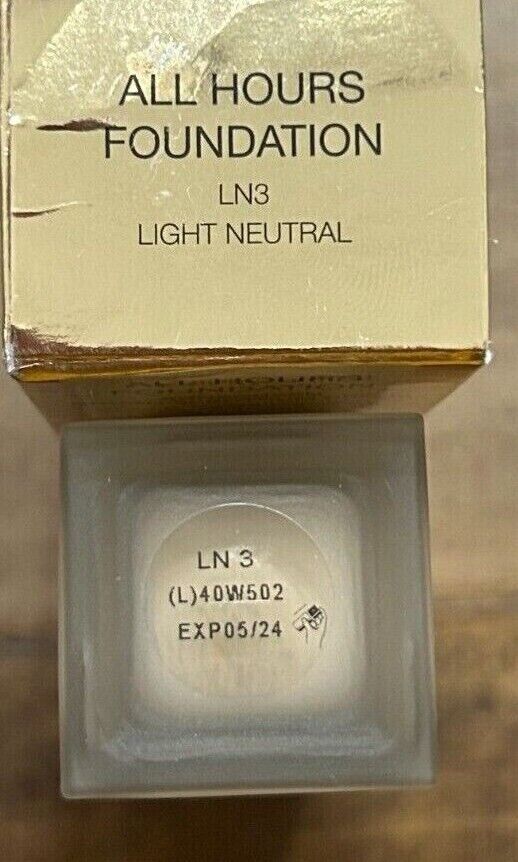 ALL HOURS
FOUNDATION
LN3
LIGHT NEUTRAL
LN 3
(L)40W502
EXP05/24